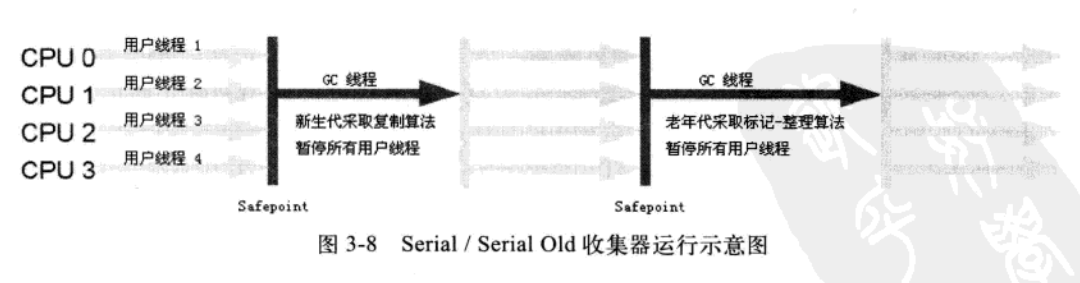 CPU 0 用户线程 1
CPU 1 用户线程 2
CPU 2 用户线程 3
CPU 3 用户线程 4
GC 线程
新生代采取复制算法
暂停所有用户线程
Safepoint
GC 线程
老年代采取标记-整理算法
暂停所有用户线程
Safepoint
图 3-8 Serial / Serial Old 收集器运行示意图